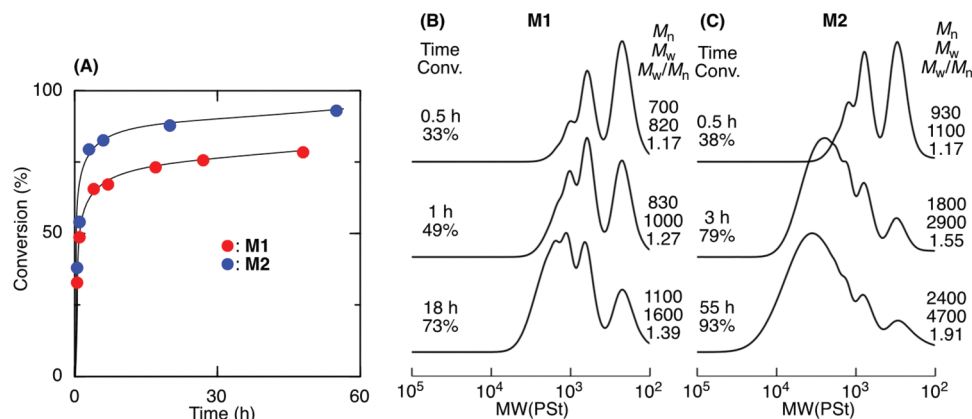 (A)
100
50
0
Conversion (%)
0
20
40
60
Time (h)
: M1
: M2
(B)
M1
Time
Conv.
Mn
Mw
Mw/Mn
0.5 h
33%
700
820
1.17
1 h
49%
830
1000
1.27
18 h
73%
1100
1600
1.39
10^5
10^4
10^3
10^2
MW(PSt)
(C)
M2
Time
Conv.
Mn
Mw
Mw/Mn
0.5 h
38%
930
1100
1.17
3 h
79%
1800
2900
1.55
55 h
93%
2400
4700
1.91
10^5
10^4
10^3
10^2
MW(PSt)